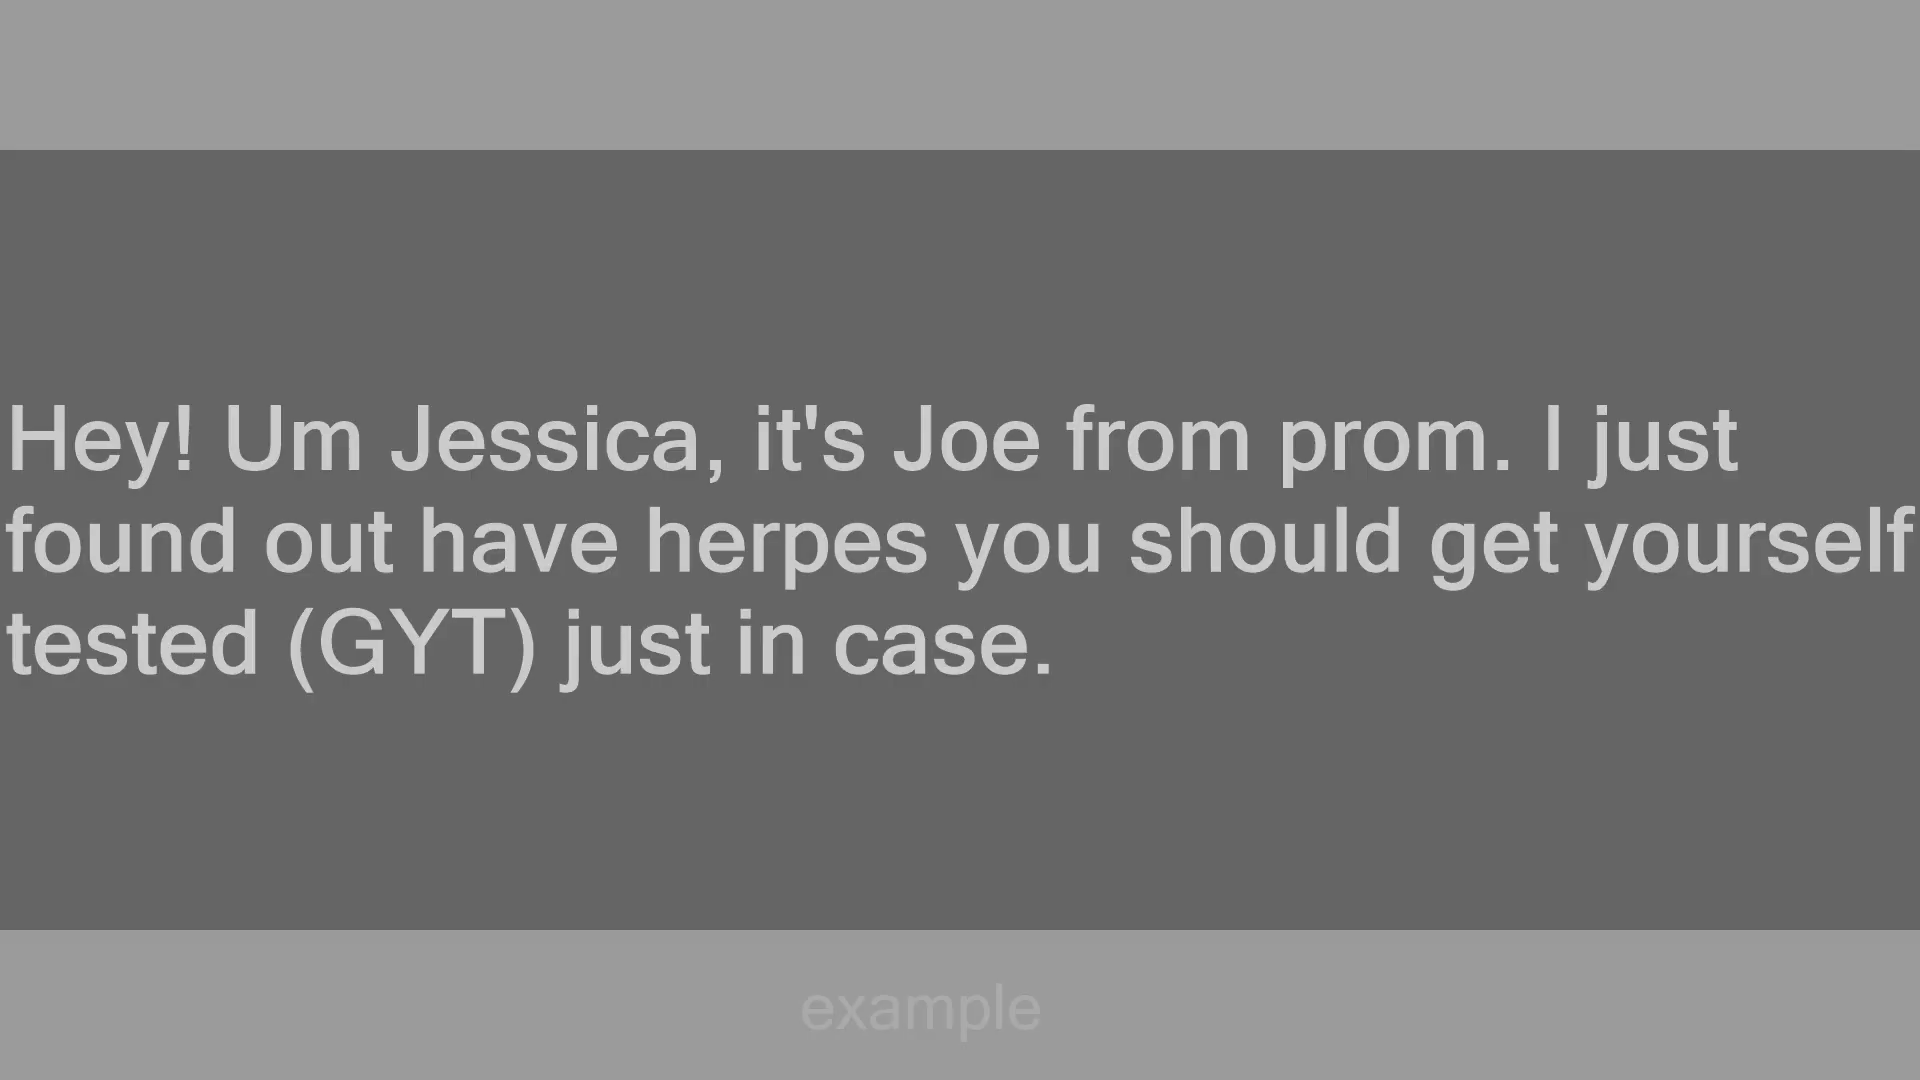 Hey! Um Jessica, it's Joe from prom. I just
found out have herpes you should get yourself
tested (GYT) just in case.
example